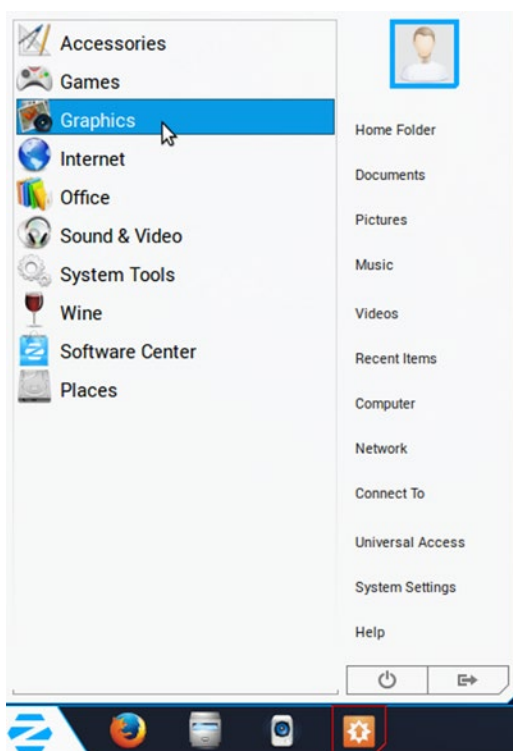 Accessories
Games
Graphics
Internet
Office
Sound & Video
System Tools
Wine
Software Center
Places
Home Folder
Documents
Pictures
Music
Videos
Recent Items
Computer
Network
Connect To
Universal Access
System Settings
Help